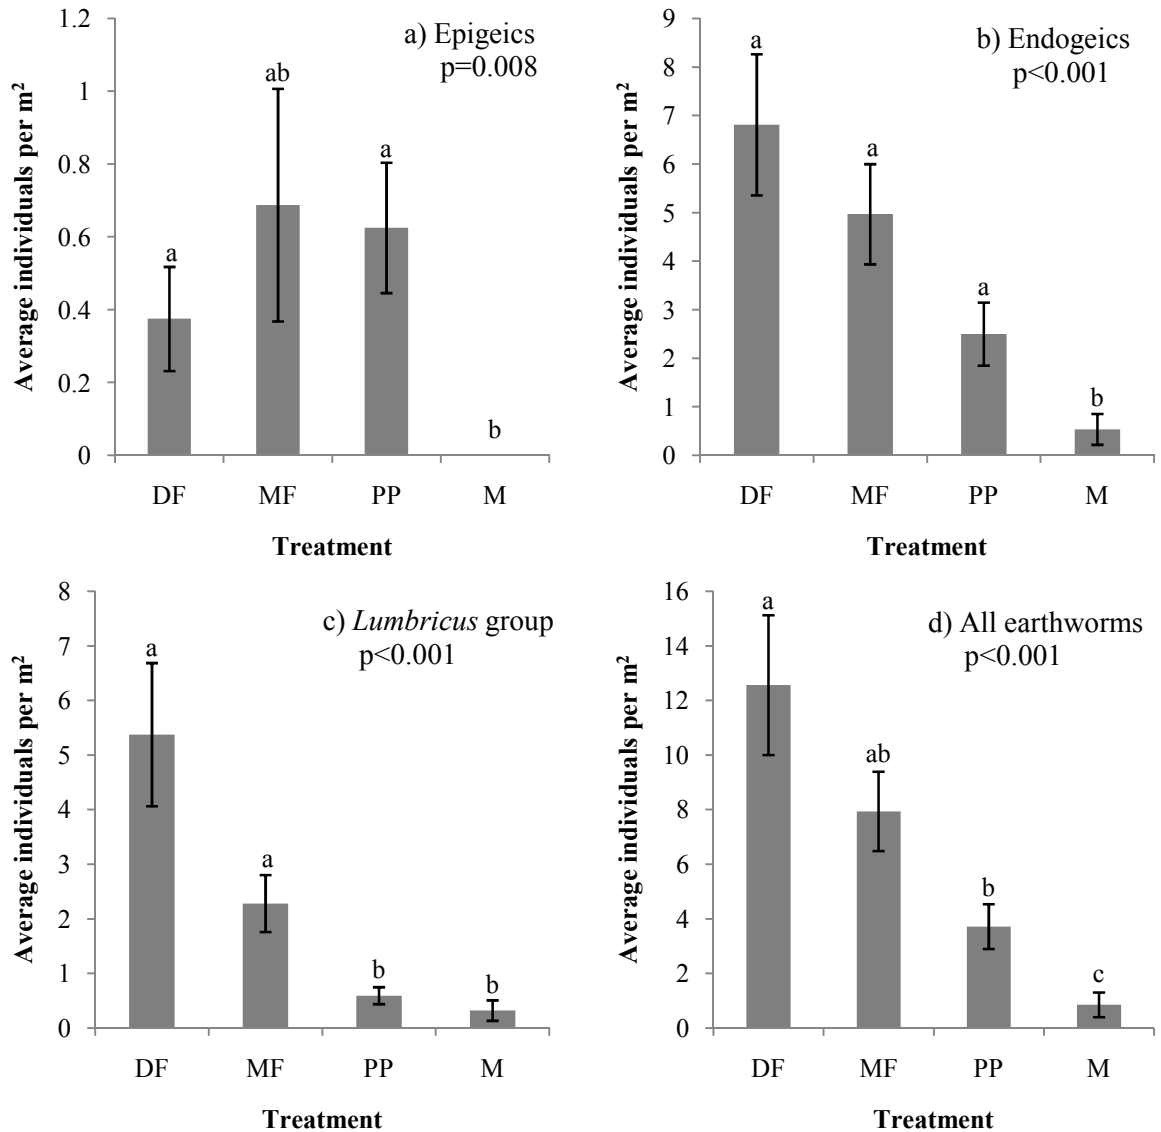 a) Epigeics
p=0.008
Average individuals per m²
1.2
1
0.8
0.6
0.4
0.2
0
a
ab
a
b
DF MF PP M
Treatment
b) Endogeics
p<0.001
Average individuals per m²
9
8
7
6
5
4
3
2
1
0
a
a
a
b
DF MF PP M
Treatment
c) Lumbricus group
p<0.001
Average individuals per m²
8
7
6
5
4
3
2
1
0
a
a
b
b
DF MF PP M
Treatment
d) All earthworms
p<0.001
Average individuals per m²
16
14
12
10
8
6
4
2
0
a
ab
b
c
DF MF PP M
Treatment